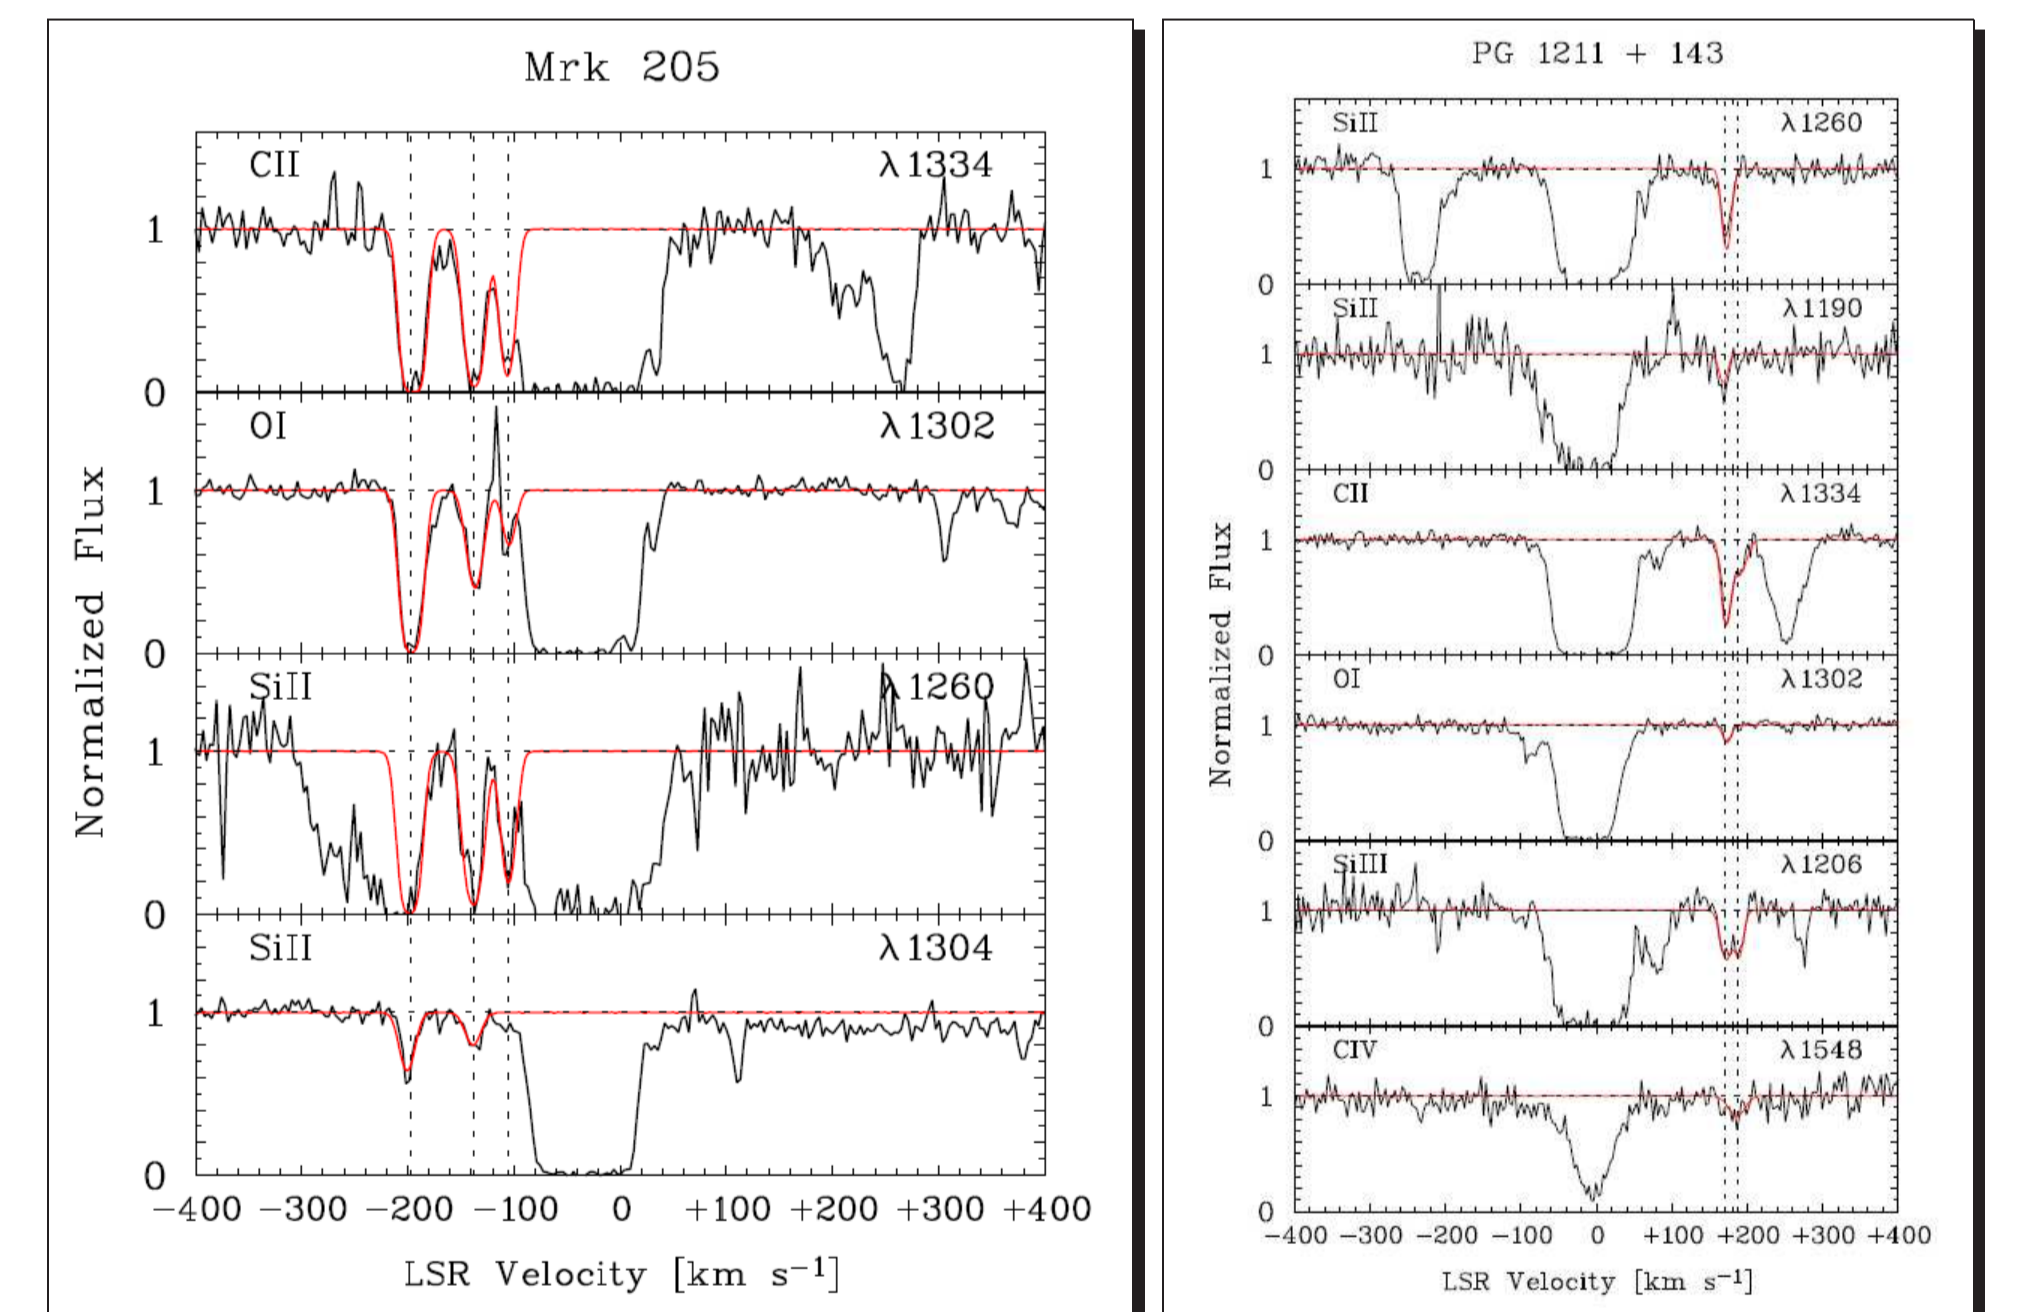 Mrk 205
CII λ1334
1
0
OI λ1302
1
0
SiII λ1260
1
0
SiII λ1304
1
0
−400 −300 −200 −100 0 +100 +200 +300 +400
LSR Velocity [km s−1]
Normalized Flux
PG 1211 + 143
SiII λ1260
1
0
SiII λ1190
1
0
CII λ1334
1
0
OI λ1302
1
0
SiIII λ1206
1
0
CIV λ1548
1
0
−400 −300 −200 −100 0 +100 +200 +300 +400
LSR Velocity [km s−1]
Normalized Flux